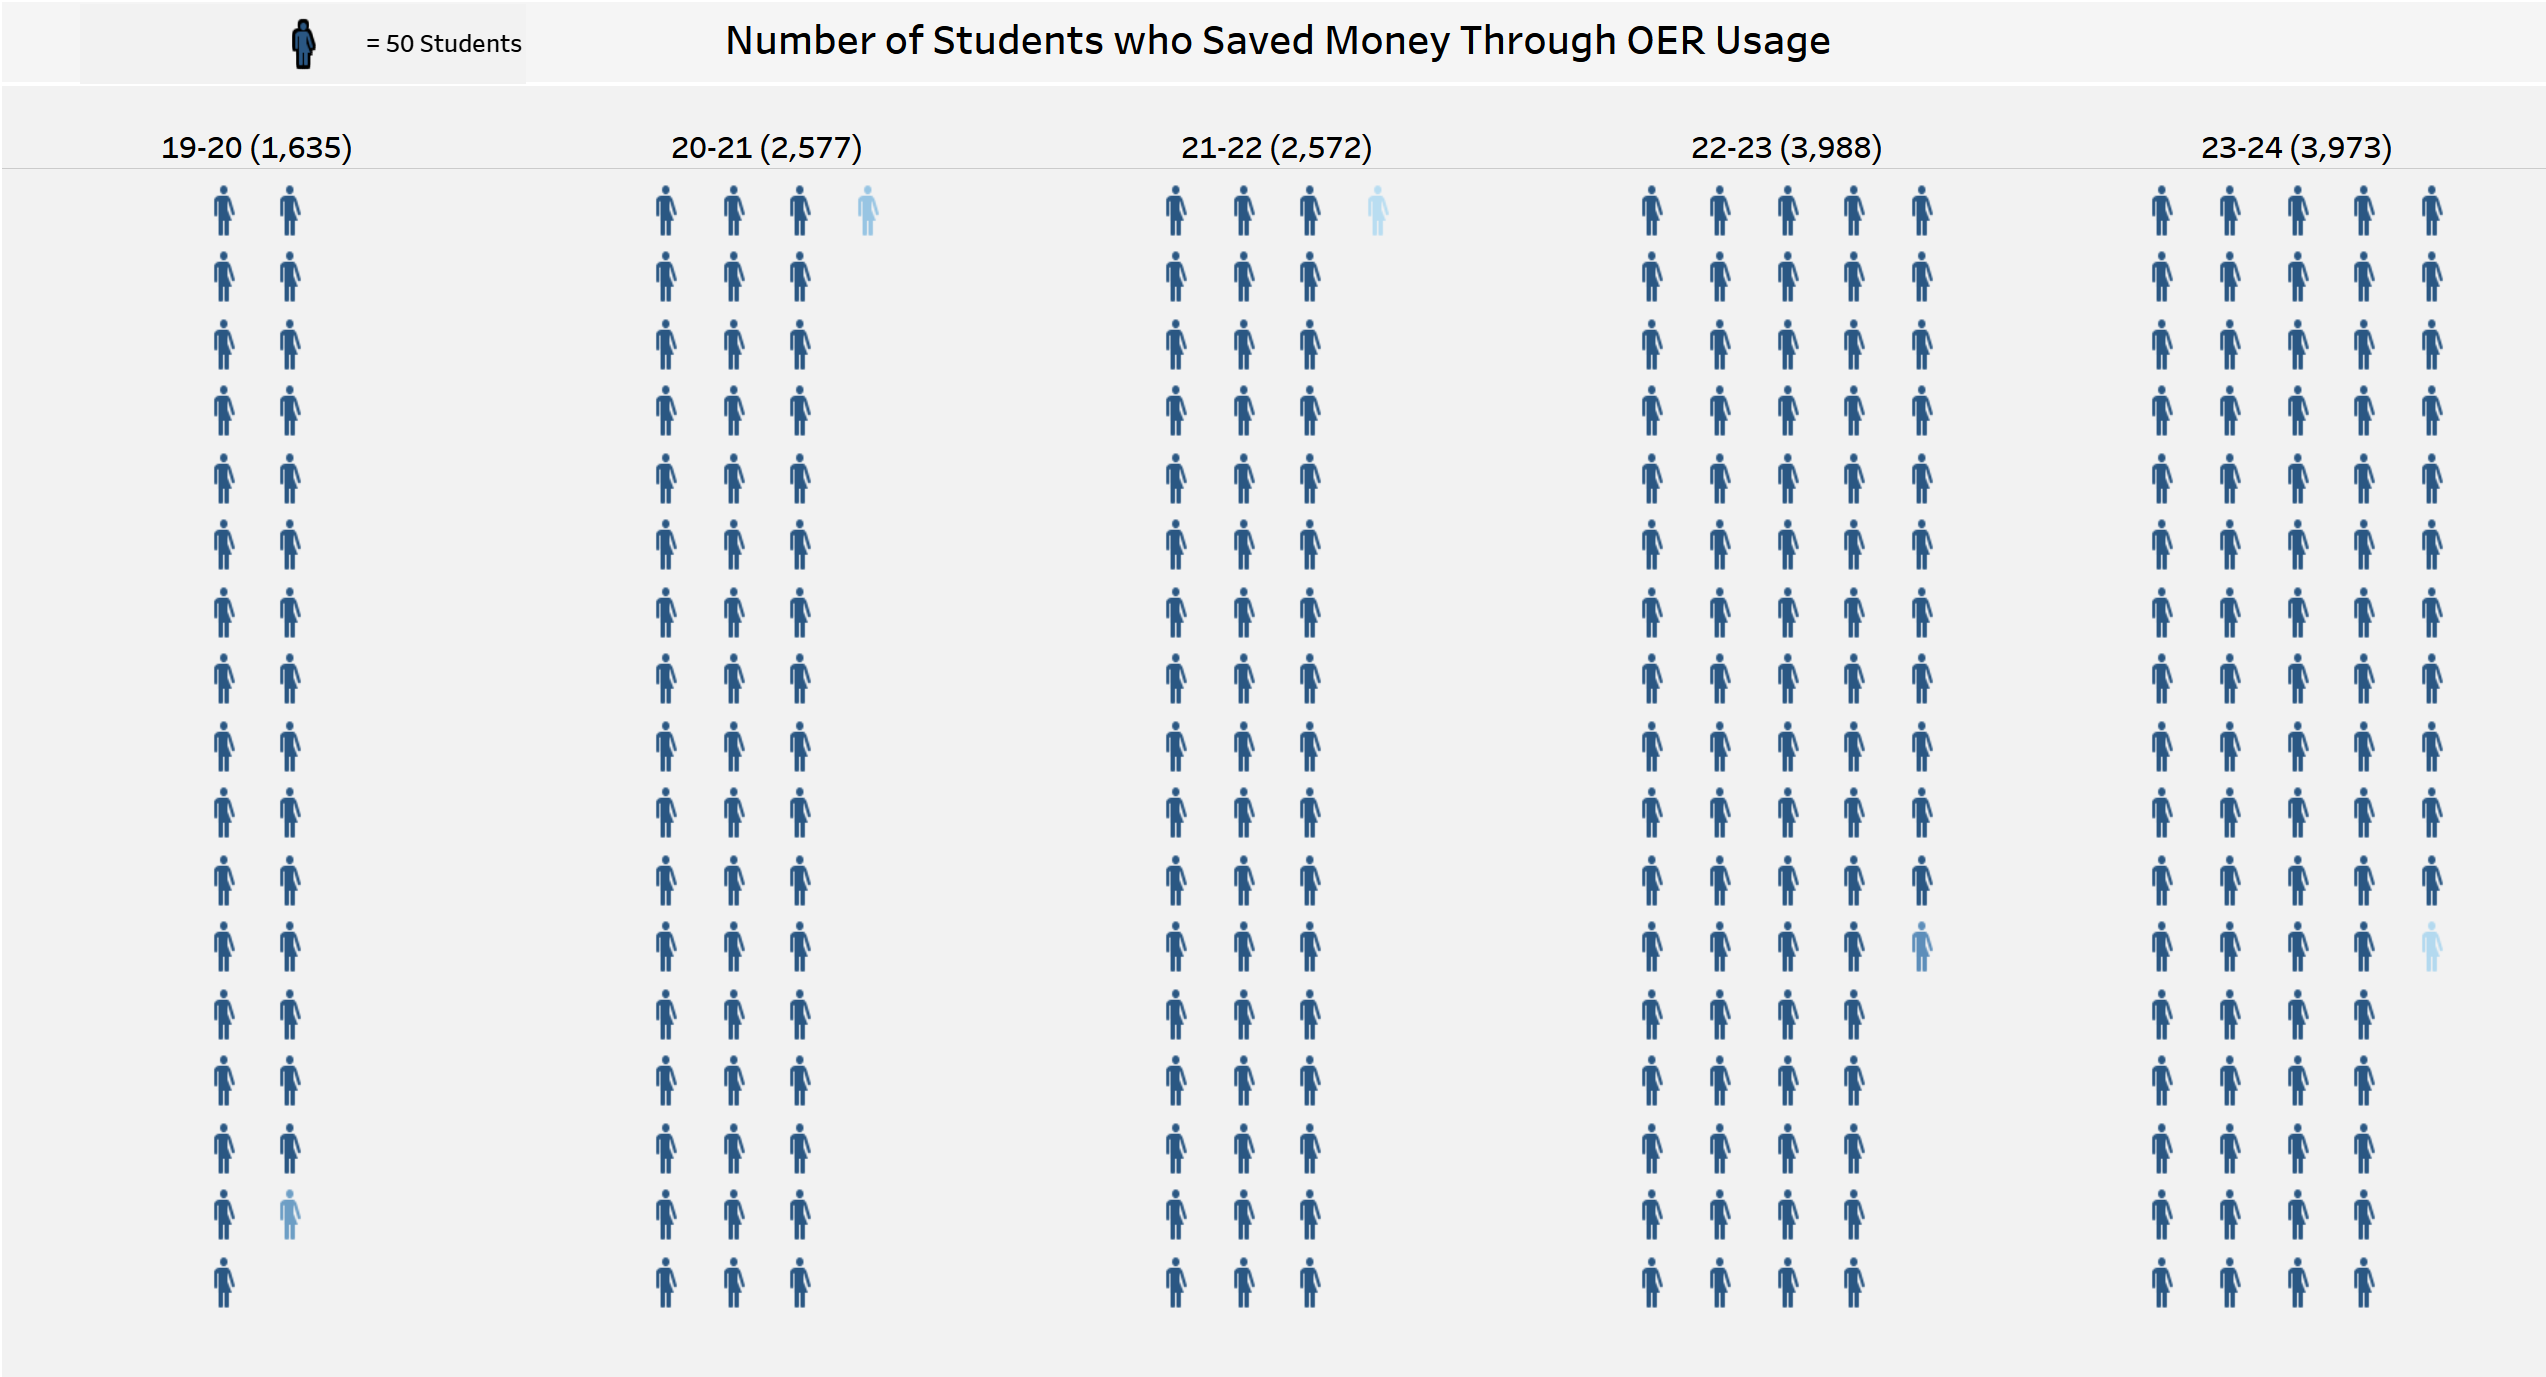 = 50 Students
Number of Students who Saved Money Through OER Usage
19-20 (1,635)
20-21 (2,577)
21-22 (2,572)
22-23 (3,988)
23-24 (3,973)